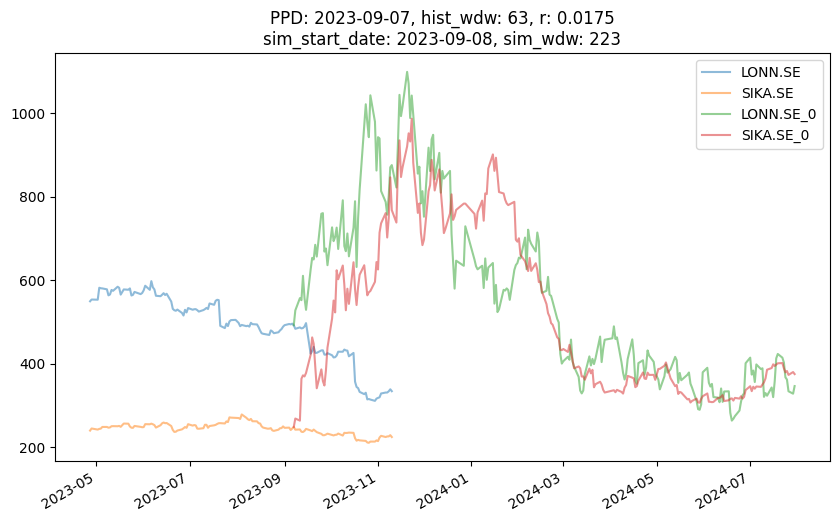 PPD: 2023-09-07, hist_wdw: 63, r: 0.0175
sim_start_date: 2023-09-08, sim_wdw: 223
LONN.SE
SIKA.SE
LONN.SE_0
SIKA.SE_0
1000
800
600
400
200
2023-05
2023-07
2023-09
2023-11
2024-01
2024-03
2024-05
2024-07